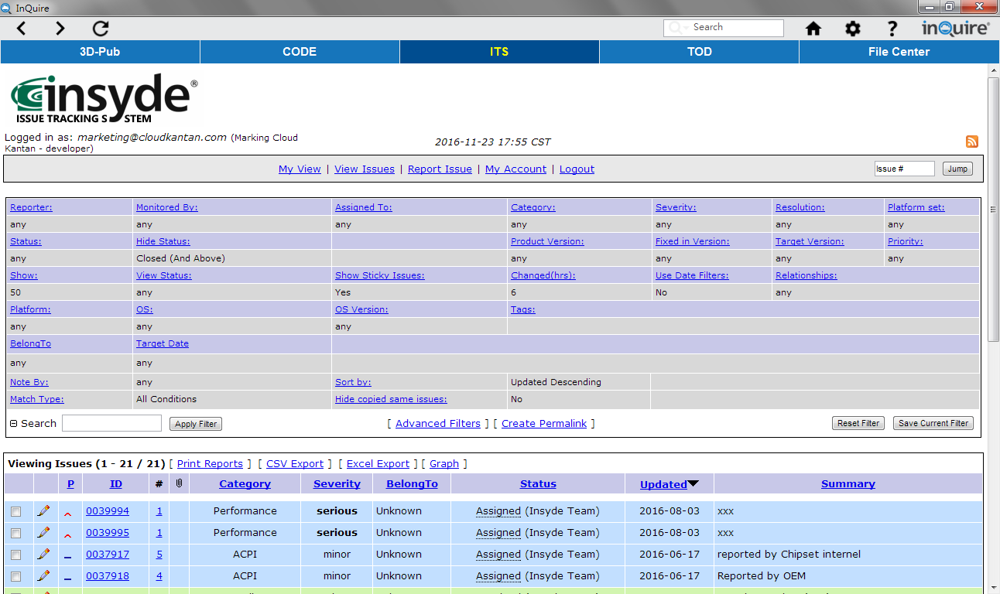 InQuire
Search
inQuire
3D-Pub CODE ITS TOD File Center
insyde®
ISSUE TRACKING SYSTEM
Logged in as: marketing@cloudkantan.com (Marking Cloud
Kantan - developer)
2016-11-23 17:55 CST
My View | View Issues | Report Issue | My Account | Logout
Issue # Jump
Reporter: Monitored By: Assigned To: Category: Severity: Resolution: Platform set:
any any any any any any any
Status: Hide Status: Product Version: Fixed in Version: Target Version: Priority:
any Closed (And Above) any any any any
Show: View Status: Show Sticky Issues: Changed(hrs): Use Date Filters: Relationships:
50 any Yes 6 No any
Platform: OS: OS Version: Tags:
any any any
BelongTo Target Date
any any
Note By: any Sort by: Updated Descending
Match Type: All Conditions Hide copied same issues: No
Search Apply Filter [ Advanced Filters ] [ Create Permalink ] Reset Filter Save Current Filter
Viewing Issues (1 - 21 / 21) [ Print Reports ] [ CSV Export ] [ Excel Export ] [ Graph ]
P ID # Category Severity BelongTo Status Updated Summary
0039994 1 Performance serious Unknown Assigned (Insyde Team) 2016-08-03 xxx
0039995 1 Performance serious Unknown Assigned (Insyde Team) 2016-08-03 xxx
0037917 5 ACPI minor Unknown Assigned (Insyde Team) 2016-06-17 reported by Chipset internel
0037918 4 ACPI minor Unknown Assigned (Insyde Team) 2016-06-17 Reported by OEM